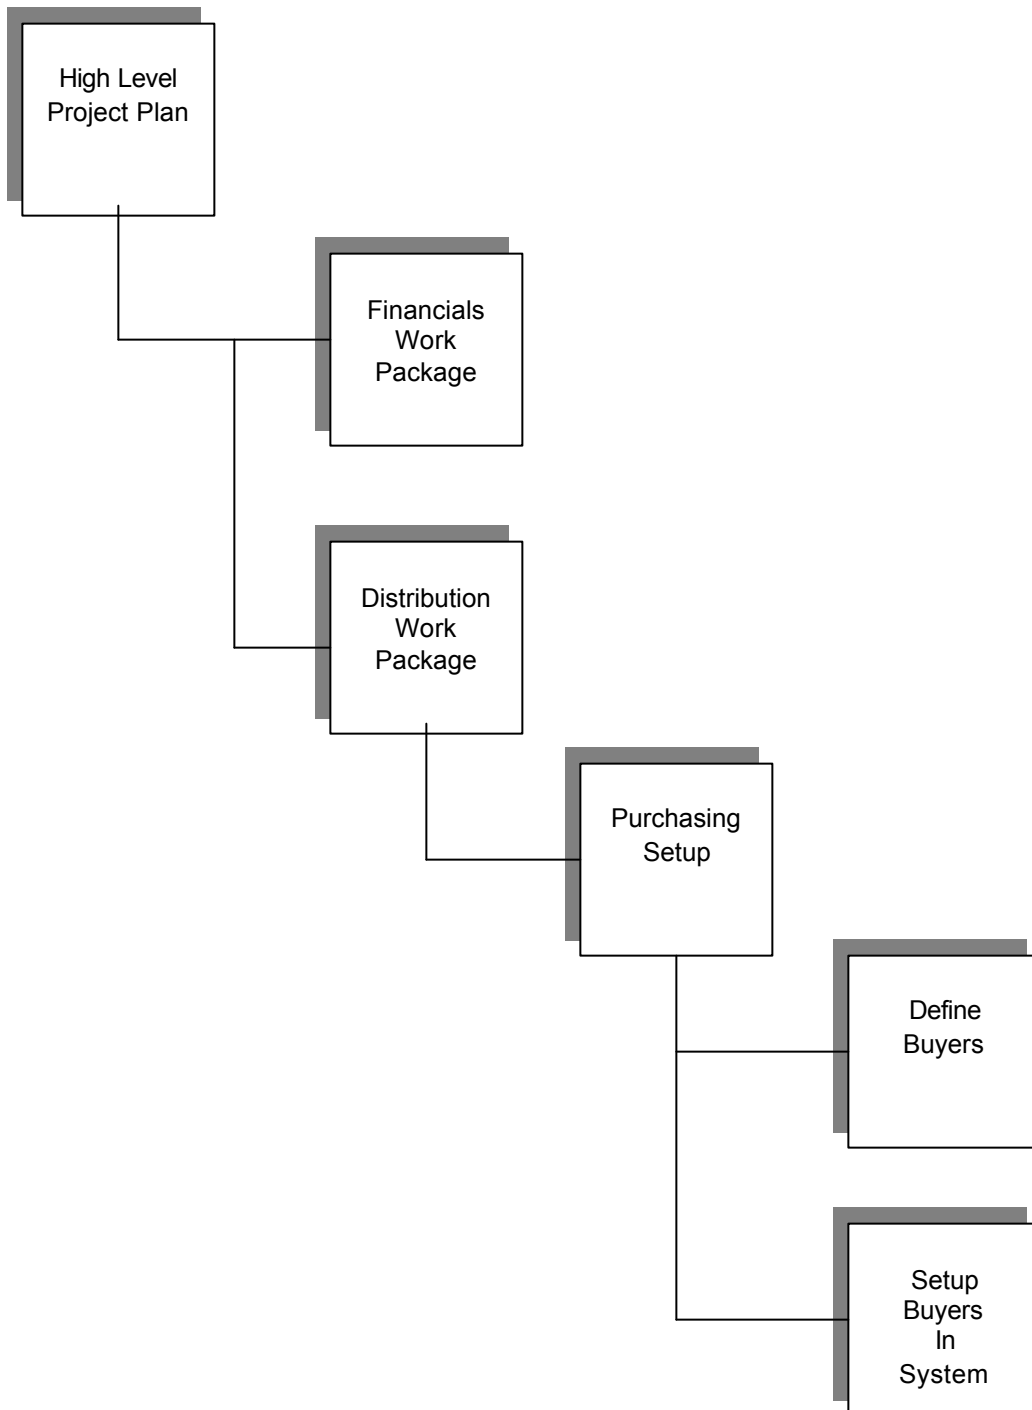 High Level
Project Plan
Financials
Work
Package
Distribution
Work
Package
Purchasing
Setup
Define
Buyers
Setup
Buyers
In
System